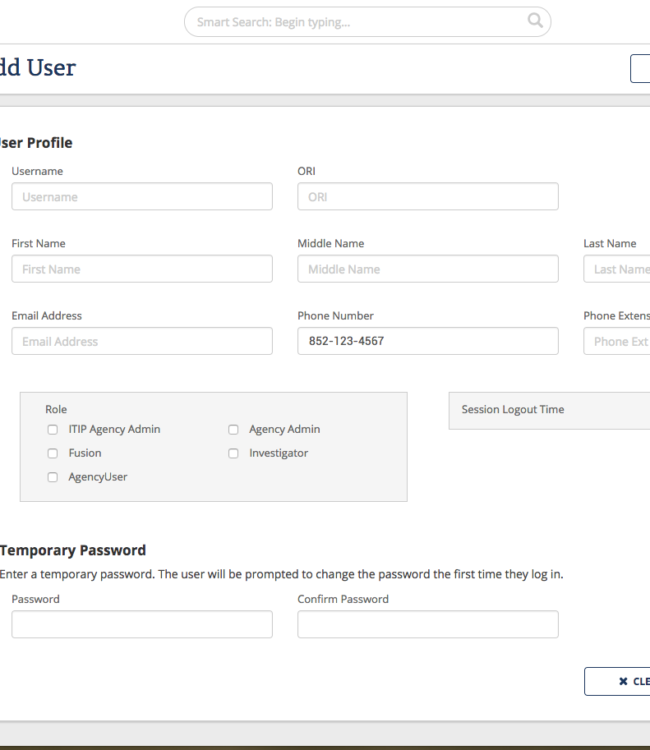 Smart Search: Begin typing...
dd User
ser Profile
Username
ORI
Username
ORI
First Name
Middle Name
Last Name
First Name
Middle Name
Last Name
Email Address
Phone Number
Phone Extens
Email Address
852-123-4567
Phone Ext
Role
ITIP Agency Admin
Agency Admin
Fusion
Investigator
AgencyUser
Session Logout Time
Temporary Password
Enter a temporary password. The user will be prompted to change the password the first time they log in.
Password
Confirm Password
CLE